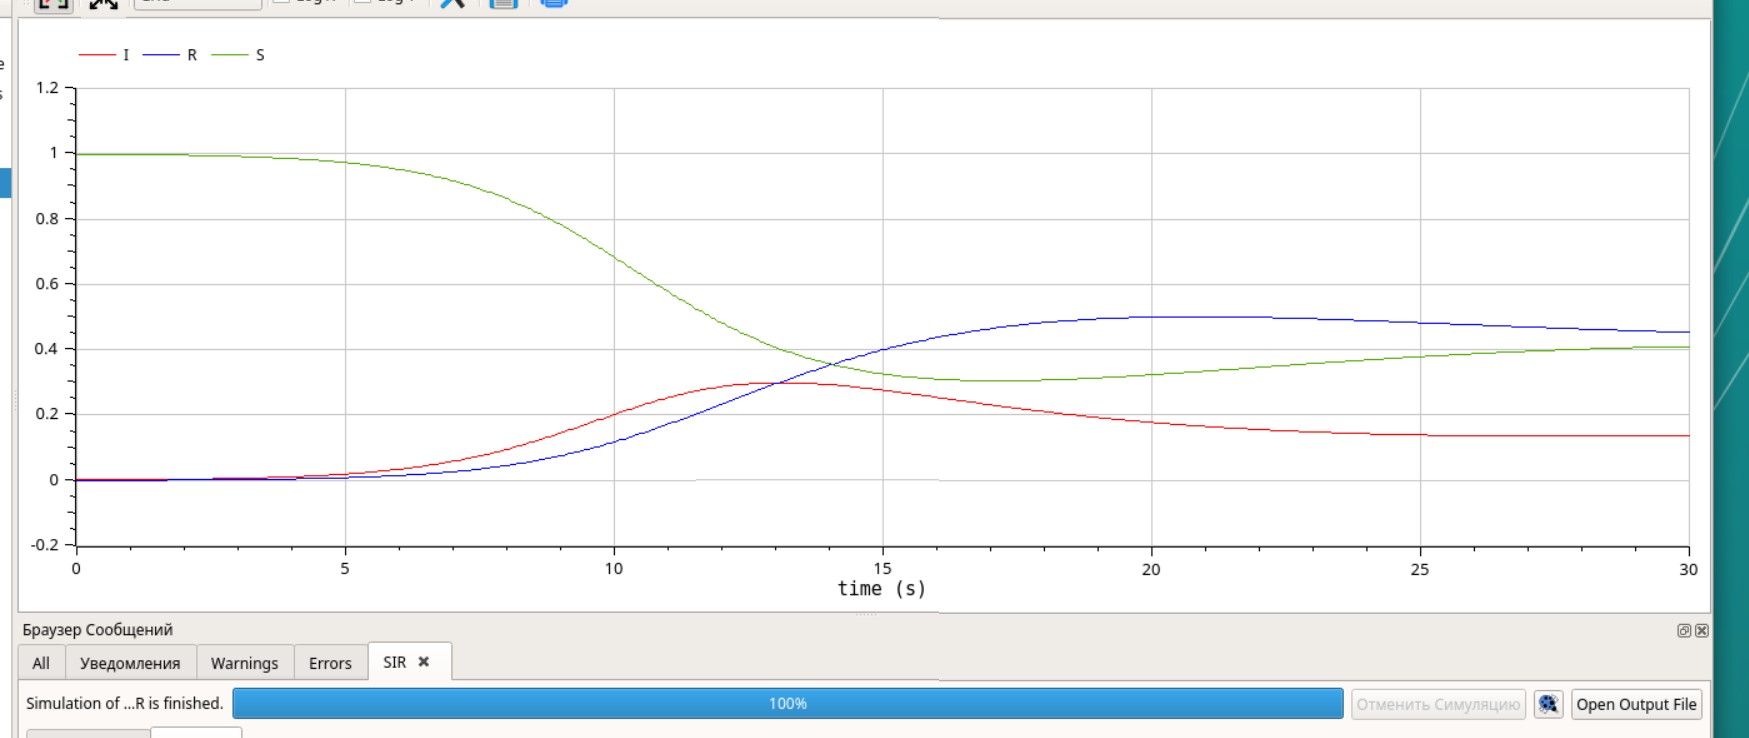 I R S
1.2
1
0.8
0.6
0.4
0.2
0
-0.2
0 5 10 15 20 25 30
time (s)
Браузер Сообщений
All Уведомления Warnings Errors SIR
Simulation of ...R is finished. 100% Отменить Симуляцию Open Output File